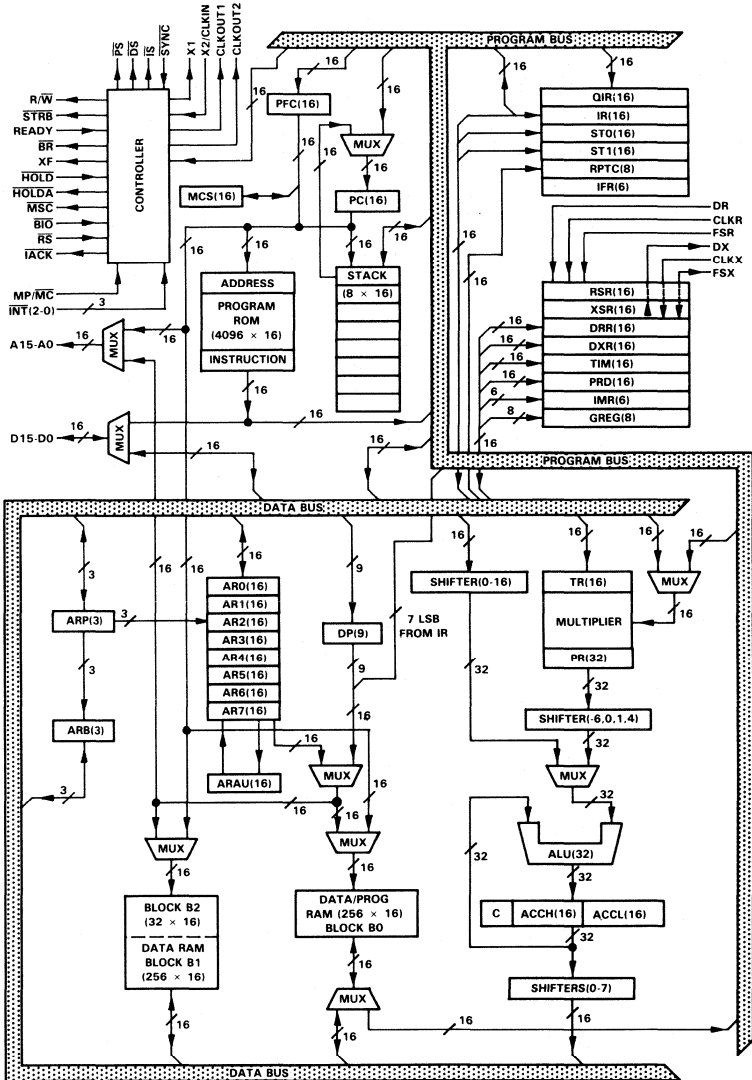 PS
DS
IS
SYNC
X1
X2/CLKIN
CLKOUT1
CLKOUT2
PROGRAM BUS
R/W
STRB
READY
BR
XF
HOLD
HOLDA
MSC
BIO
RS
IACK
CONTROLLER
MP/MC
INT(2-0)
3
16
16
16
PFC(16)
16
MUX
16
MCS(16)
PC(16)
16
16
16
16
16
ADDRESS
PROGRAM
ROM
(4096 × 16)
INSTRUCTION
STACK
(8 × 16)
16
A15-A0
16
MUX
16
D15-D0
16
MUX
16
16
16
16
16
QIR(16)
IR(16)
ST0(16)
ST1(16)
RPTC(8)
IFR(6)
16
16
DR
CLKR
FSR
DX
CLKX
FSX
RSR(16)
XSR(16)
DRR(16)
DXR(16)
TIM(16)
PRD(16)
IMR(6)
GREG(8)
16
16
16
16
6
8
16
PROGRAM BUS
DATA BUS
3
16
16
16
9
16
16
16
16
ARP(3)
3
AR0(16)
AR1(16)
AR2(16)
AR3(16)
AR4(16)
AR5(16)
AR6(16)
AR7(16)
DP(9)
9
7 LSB
FROM IR
SHIFTER(0-16)
TR(16)
MULTIPLIER
PR(32)
MUX
16
3
ARB(3)
3
16
16
ARAU(16)
MUX
16
16
16
32
32
SHIFTER(-6,0,1,4)
32
MUX
32
MUX
16
MUX
16
32
ALU(32)
32
BLOCK B2
(32 × 16)
DATA RAM
BLOCK B1
(256 × 16)
DATA/PROG
RAM (256 × 16)
BLOCK B0
C
ACCH(16)
ACCL(16)
32
16
SHIFTERS(0-7)
MUX
16
16
16
16
DATA BUS